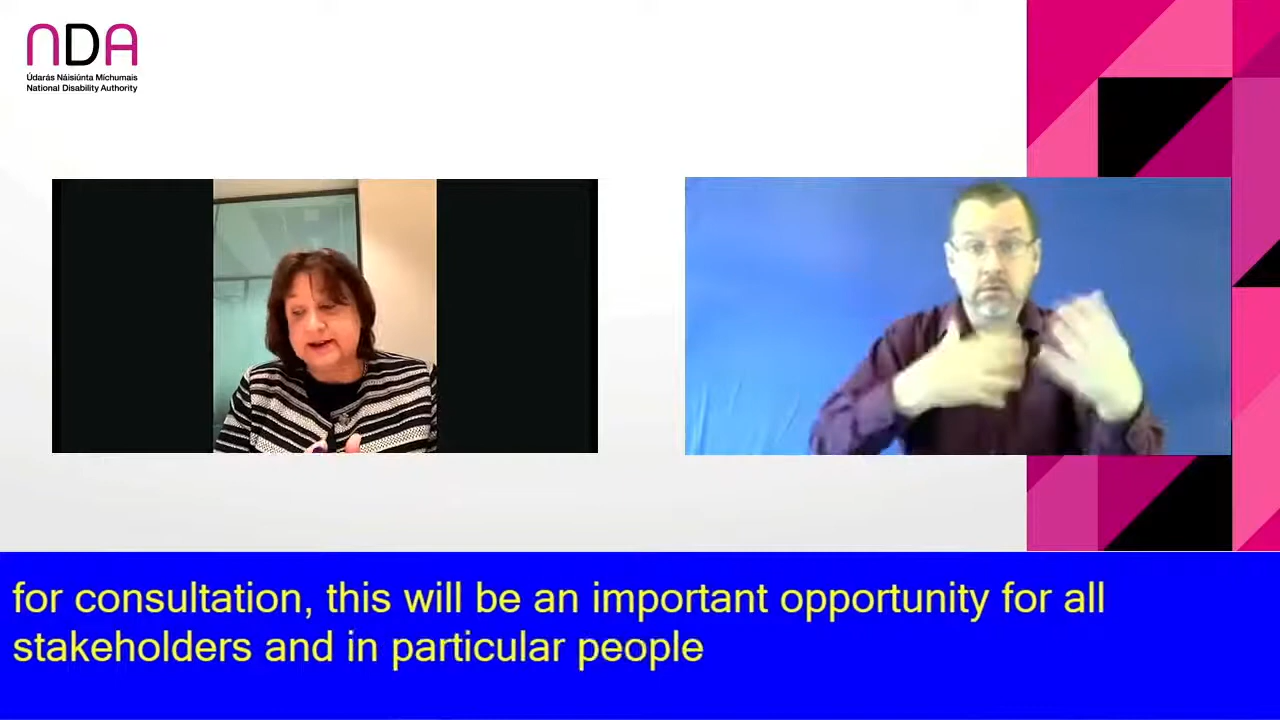 NDA
Údarás Náisiúnta Míchumais
National Disability Authority
for consultation, this will be an important opportunity for all
stakeholders and in particular people